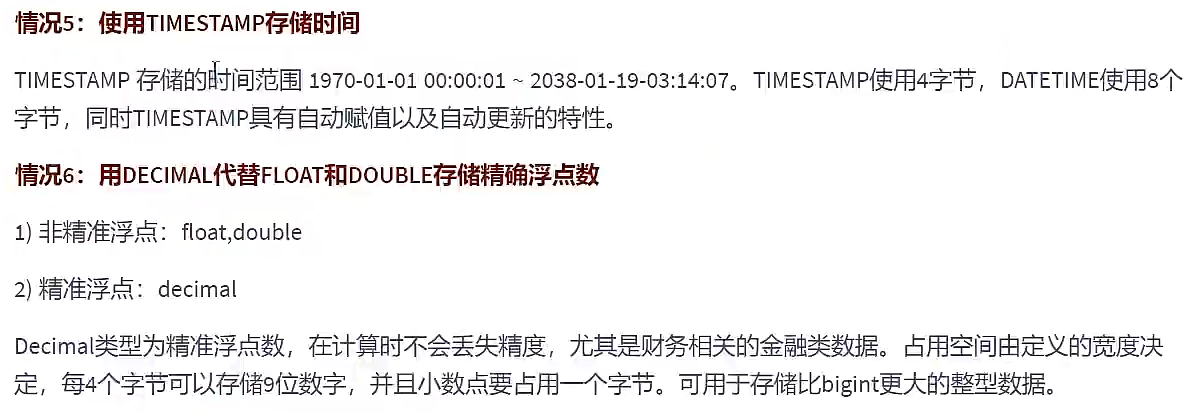 情况5：使用TIMESTAMP存储时间
TIMESTAMP 存储的时间范围 1970-01-01 00:00:01 ~ 2038-01-19-03:14:07。TIMESTAMP使用4字节，DATETIME使用8个
字节，同时TIMESTAMP具有自动赋值以及自动更新的特性。
情况6：用DECIMAL代替FLOAT和DOUBLE存储精确浮点数
1) 非精准浮点：float,double
2) 精准浮点：decimal
Decimal类型为精准浮点数，在计算时不会丢失精度，尤其是财务相关的金融类数据。占用空间由定义的宽度决
定，每4个字节可以存储9位数字，并且小数点要占用一个字节。可用于存储比bigint更大的整型数据。